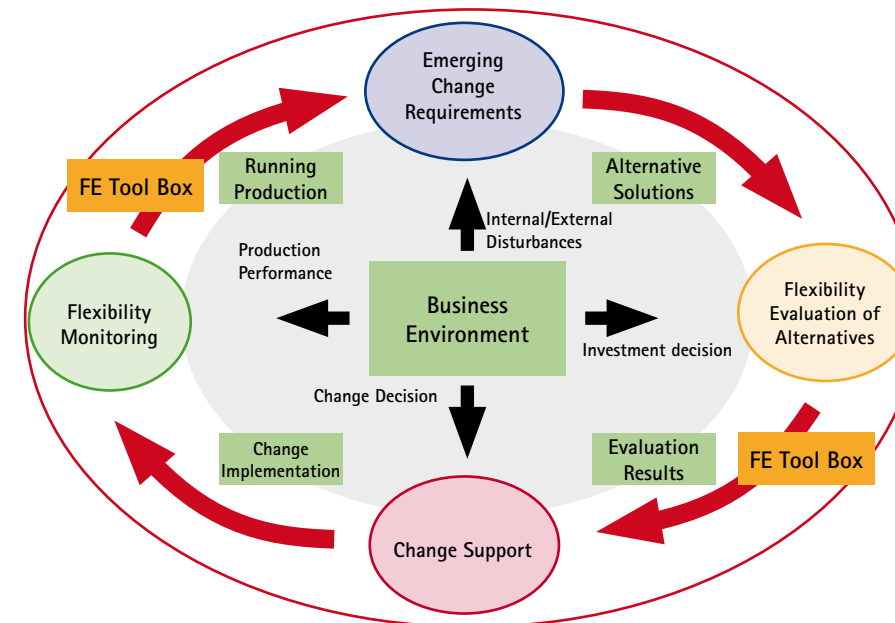 Emerging
Change
Requirements
Running
Production
Alternative
Solutions
FE Tool Box
Internal/External
Disturbances
Production
Performance
Flexibility
Monitoring
Business
Environment
Flexibility
Evaluation of
Alternatives
Investment decision
Change Decision
Change
Implementation
Evaluation
Results
FE Tool Box
Change Support